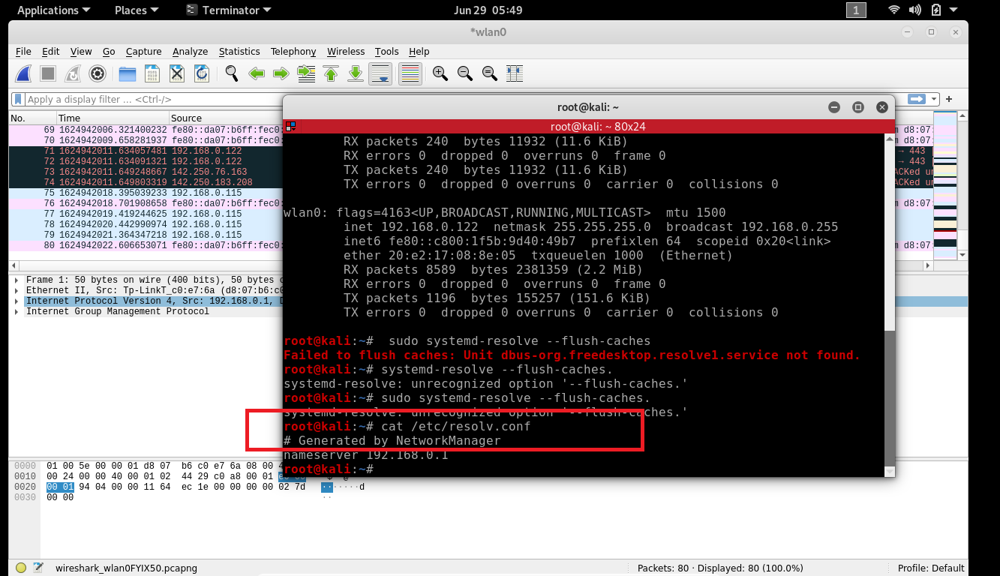 Applications Places Terminator Jun 29 05:49 1
*wlan0
File Edit View Go Capture Analyze Statistics Telephony Wireless Tools Help
Apply a display filter … <Ctrl-/>
No. Time Source
69 1624942006.321400232 fe80::da07:b6ff:fec0: m d8:07:
70 1624942009.658281937 fe80::da07:b6ff:fec0: m d8:07:
71 1624942011.634057481 192.168.0.122 → 443
72 1624942011.634091321 192.168.0.122 → 443
73 1624942011.649248667 142.250.76.163 ACKed un
74 1624942011.649803319 142.250.183.208 ACKed un
75 1624942018.395039233 192.168.0.115
76 1624942018.701908658 fe80::da07:b6ff:fec0: m d8:07:
77 1624942019.419244625 192.168.0.115
78 1624942020.442990974 192.168.0.115
79 1624942021.364347218 192.168.0.115
80 1624942022.606653071 fe80::da07:b6ff:fec0: m d8:07:
Frame 1: 50 bytes on wire (400 bits), 50 bytes
Ethernet II, Src: Tp-LinkT_c0:e7:6a (d8:07:b6:c0
Internet Protocol Version 4, Src: 192.168.0.1,
Internet Group Management Protocol
root@kali: ~
root@kali: ~ 80x24
RX packets 240 bytes 11932 (11.6 KiB)
RX errors 0 dropped 0 overruns 0 frame 0
TX packets 240 bytes 11932 (11.6 KiB)
TX errors 0 dropped 0 overruns 0 carrier 0 collisions 0
wlan0: flags=4163<UP,BROADCAST,RUNNING,MULTICAST> mtu 1500
inet 192.168.0.122 netmask 255.255.255.0 broadcast 192.168.0.255
inet6 fe80::c800:1f5b:9d40:49b7 prefixlen 64 scopeid 0x20<link>
ether 20:e2:17:08:8e:05 txqueuelen 1000 (Ethernet)
RX packets 8589 bytes 2381359 (2.2 MiB)
RX errors 0 dropped 0 overruns 0 frame 0
TX packets 1196 bytes 155257 (151.6 KiB)
TX errors 0 dropped 0 overruns 0 carrier 0 collisions 0
root@kali:~# sudo systemd-resolve --flush-caches
Failed to flush caches: Unit dbus-org.freedesktop.resolve1.service not found.
root@kali:~# systemd-resolve --flush-caches.
systemd-resolve: unrecognized option '--flush-caches.'
root@kali:~# sudo systemd-resolve --flush-caches.
systemd-resolve: unrecognized option '--flush-caches.'
root@kali:~# cat /etc/resolv.conf
# Generated by NetworkManager
nameserver 192.168.0.1
root@kali:~#
0000 01 00 5e 00 00 01 d8 07 b6 c0 e7 6a 08 00
0010 00 24 00 00 40 00 01 02 44 29 c0 a8 00 01
0020 00 01 94 04 00 00 11 64 ec 1e 00 00 00 00 02 7d ·······d
0030 00 00 ··
wireshark_wlan0FYIX50.pcapng Packets: 80 · Displayed: 80 (100.0%) Profile: Default